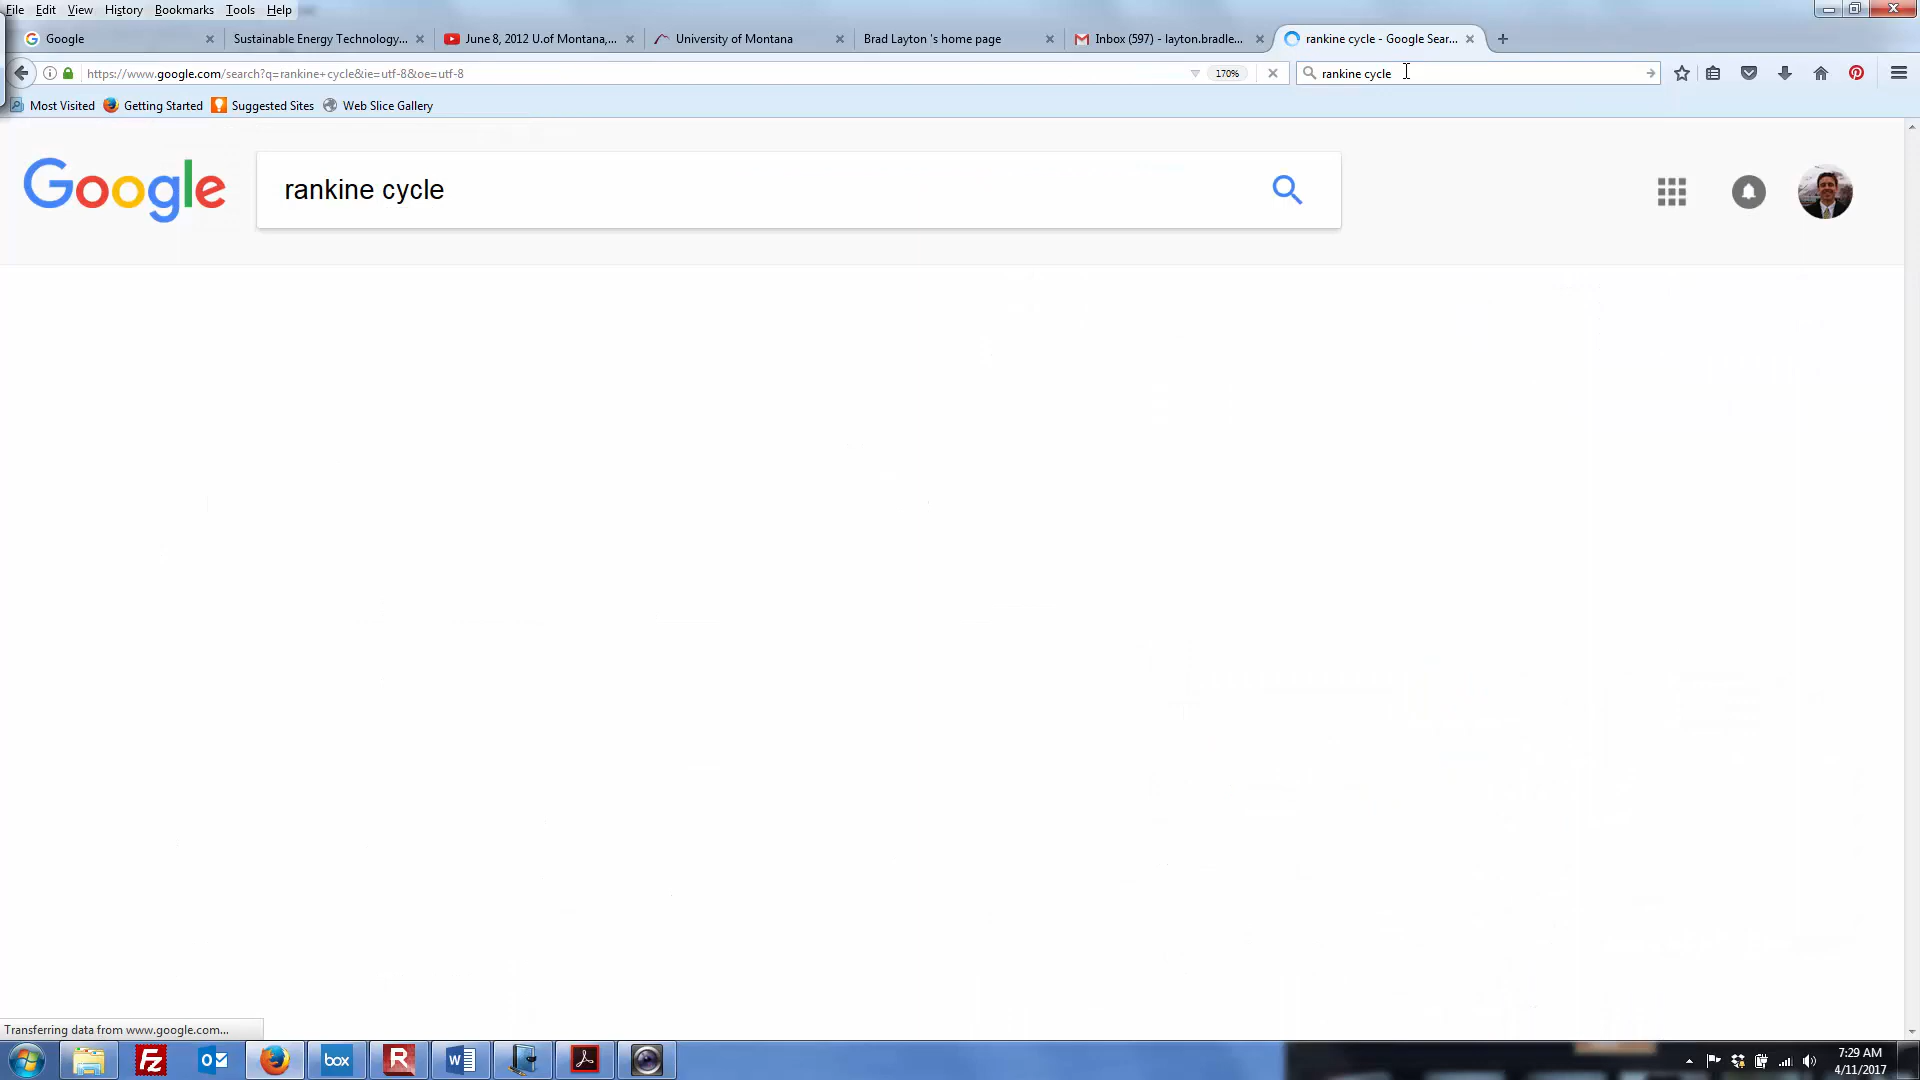 File Edit View History Bookmarks Tools Help
Google
Sustainable Energy Technology...
June 8, 2012 U.of Montana,...
University of Montana
Brad Layton 's home page
Inbox (597) - layton.bradle...
rankine cycle - Google Sear...
https://www.google.com/search?q=rankine+cycle&ie=utf-8&oe=utf-8
170%
rankine cycle
Most Visited
Getting Started
Suggested Sites
Web Slice Gallery
Google
rankine cycle
Transferring data from www.google.com...
Fz
O
box
R
W
7:29 AM
4/11/2017